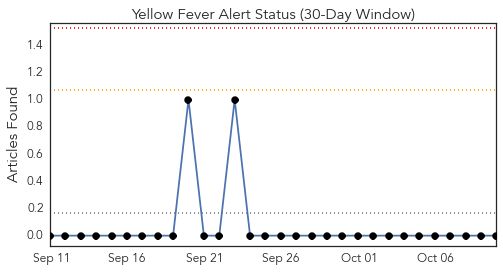 Yellow Fever Alert Status (30-Day Window)
Articles Found
1.4
1.2
1.0
0.8
0.6
0.4
0.2
0.0
Sep 11 Sep 16 Sep 21 Sep 26 Oct 01 Oct 06